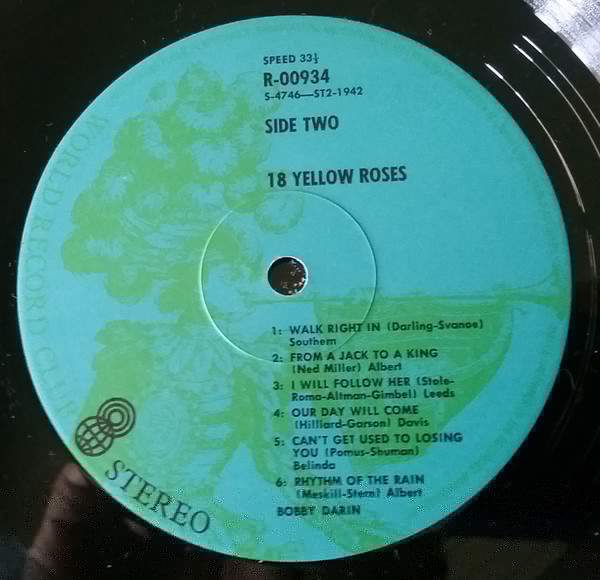 SPEED 33⅓
R-00934
S-4746—ST2-1942
SIDE TWO
18 YELLOW ROSES
1: WALK RIGHT IN (Darling-Svanoe)
Southern
2: FROM A JACK TO A KING
(Ned Miller) Albert
3: I WILL FOLLOW HER (Stole-
Roma-Altman-Gimbel) Leeds
4: OUR DAY WILL COME
(Hilliard-Garson) Davis
5: CAN'T GET USED TO LOSING
YOU (Pomus-Shuman)
Belinda
6: RHYTHM OF THE RAIN
(Meskill-Stern) Albert
BOBBY DARIN
WORLD RECORD
STEREO